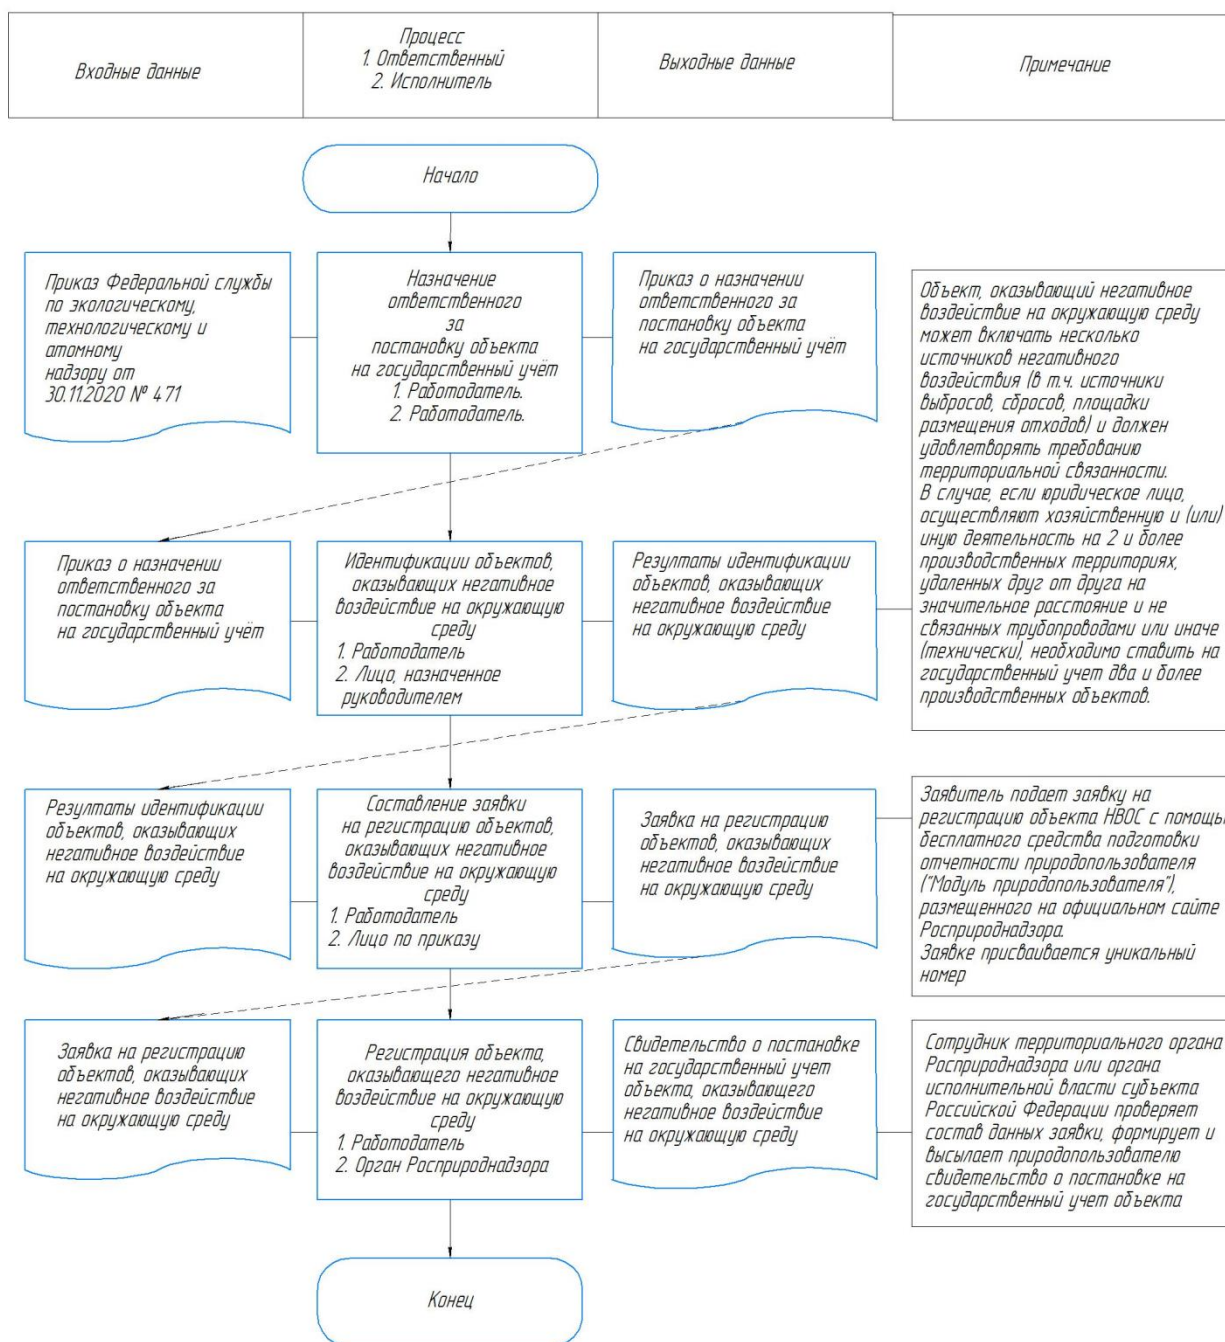 Входные данные
Процесс
1. Ответственный
2. Исполнитель
Выходные данные
Примечание
Начало
Приказ Федеральной службы
по экологическому,
технологическому и
атомному
надзору от
30.11.2020 № 471
Назначение
ответственного
за
постановку объекта
на государственный учёт
1. Работодатель.
2. Работодатель.
Приказ о назначении
ответственного за
постановку объекта
на государственный учёт
Объект, оказывающий негативное
воздействие на окружающую среду
может включать несколько
источников негативного
воздействия (в т.ч. источники
выбросов, сбросов, площадки
размещения отходов) и должен
удовлетворять требованию
территориальной связанности.
В случае, если юридическое лицо,
осуществляют хозяйственную и (или)
иную деятельность на 2 и более
производственных территориях,
удаленных друг от друга на
значительное расстояние и не
связанных трубопроводами или иначе
(технически), необходимо ставить на
государственный учет два и более
производственных объектов.
Приказ о назначении
ответственного за
постановку объекта
на государственный учёт
Идентификации объектов,
оказывающих негативное
воздействие на окружающую
среду
1. Работодатель
2. Лицо, назначенное
руководителем
Результаты идентификации
объектов, оказывающих
негативное воздействие
на окружающую среду
Результаты идентификации
объектов, оказывающих
негативное воздействие
на окружающую среду
Составление заявки
на регистрацию объектов,
оказывающих негативное
воздействие на окружающую
среду
1. Работодатель
2. Лицо по приказу
Заявка на регистрацию
объектов, оказывающих
негативное воздействие
на окружающую среду
Заявитель подает заявку на
регистрацию объекта НВОС с помощью
бесплатного средства подготовки
отчетности природопользователя
("Модуль природопользователя"),
размещенного на официальном сайте
Росприроднадзора.
Заявке присваивается уникальный
номер
Заявка на регистрацию
объектов, оказывающих
негативное воздействие
на окружающую среду
Регистрация объекта,
оказывающего негативное
воздействие на окружающую
среду
1. Работодатель
2. Орган Росприроднадзора
Свидетельство о постановке
на государственный учет
объекта, оказывающего
негативное воздействие
на окружающую среду
Сотрудник территориального органа
Росприроднадзора или органа
исполнительной власти субъекта
Российской Федерации проверяет
состав данных заявки, формирует и
высылает природопользователю
свидетельство о постановке на
государственный учет объекта
Конец